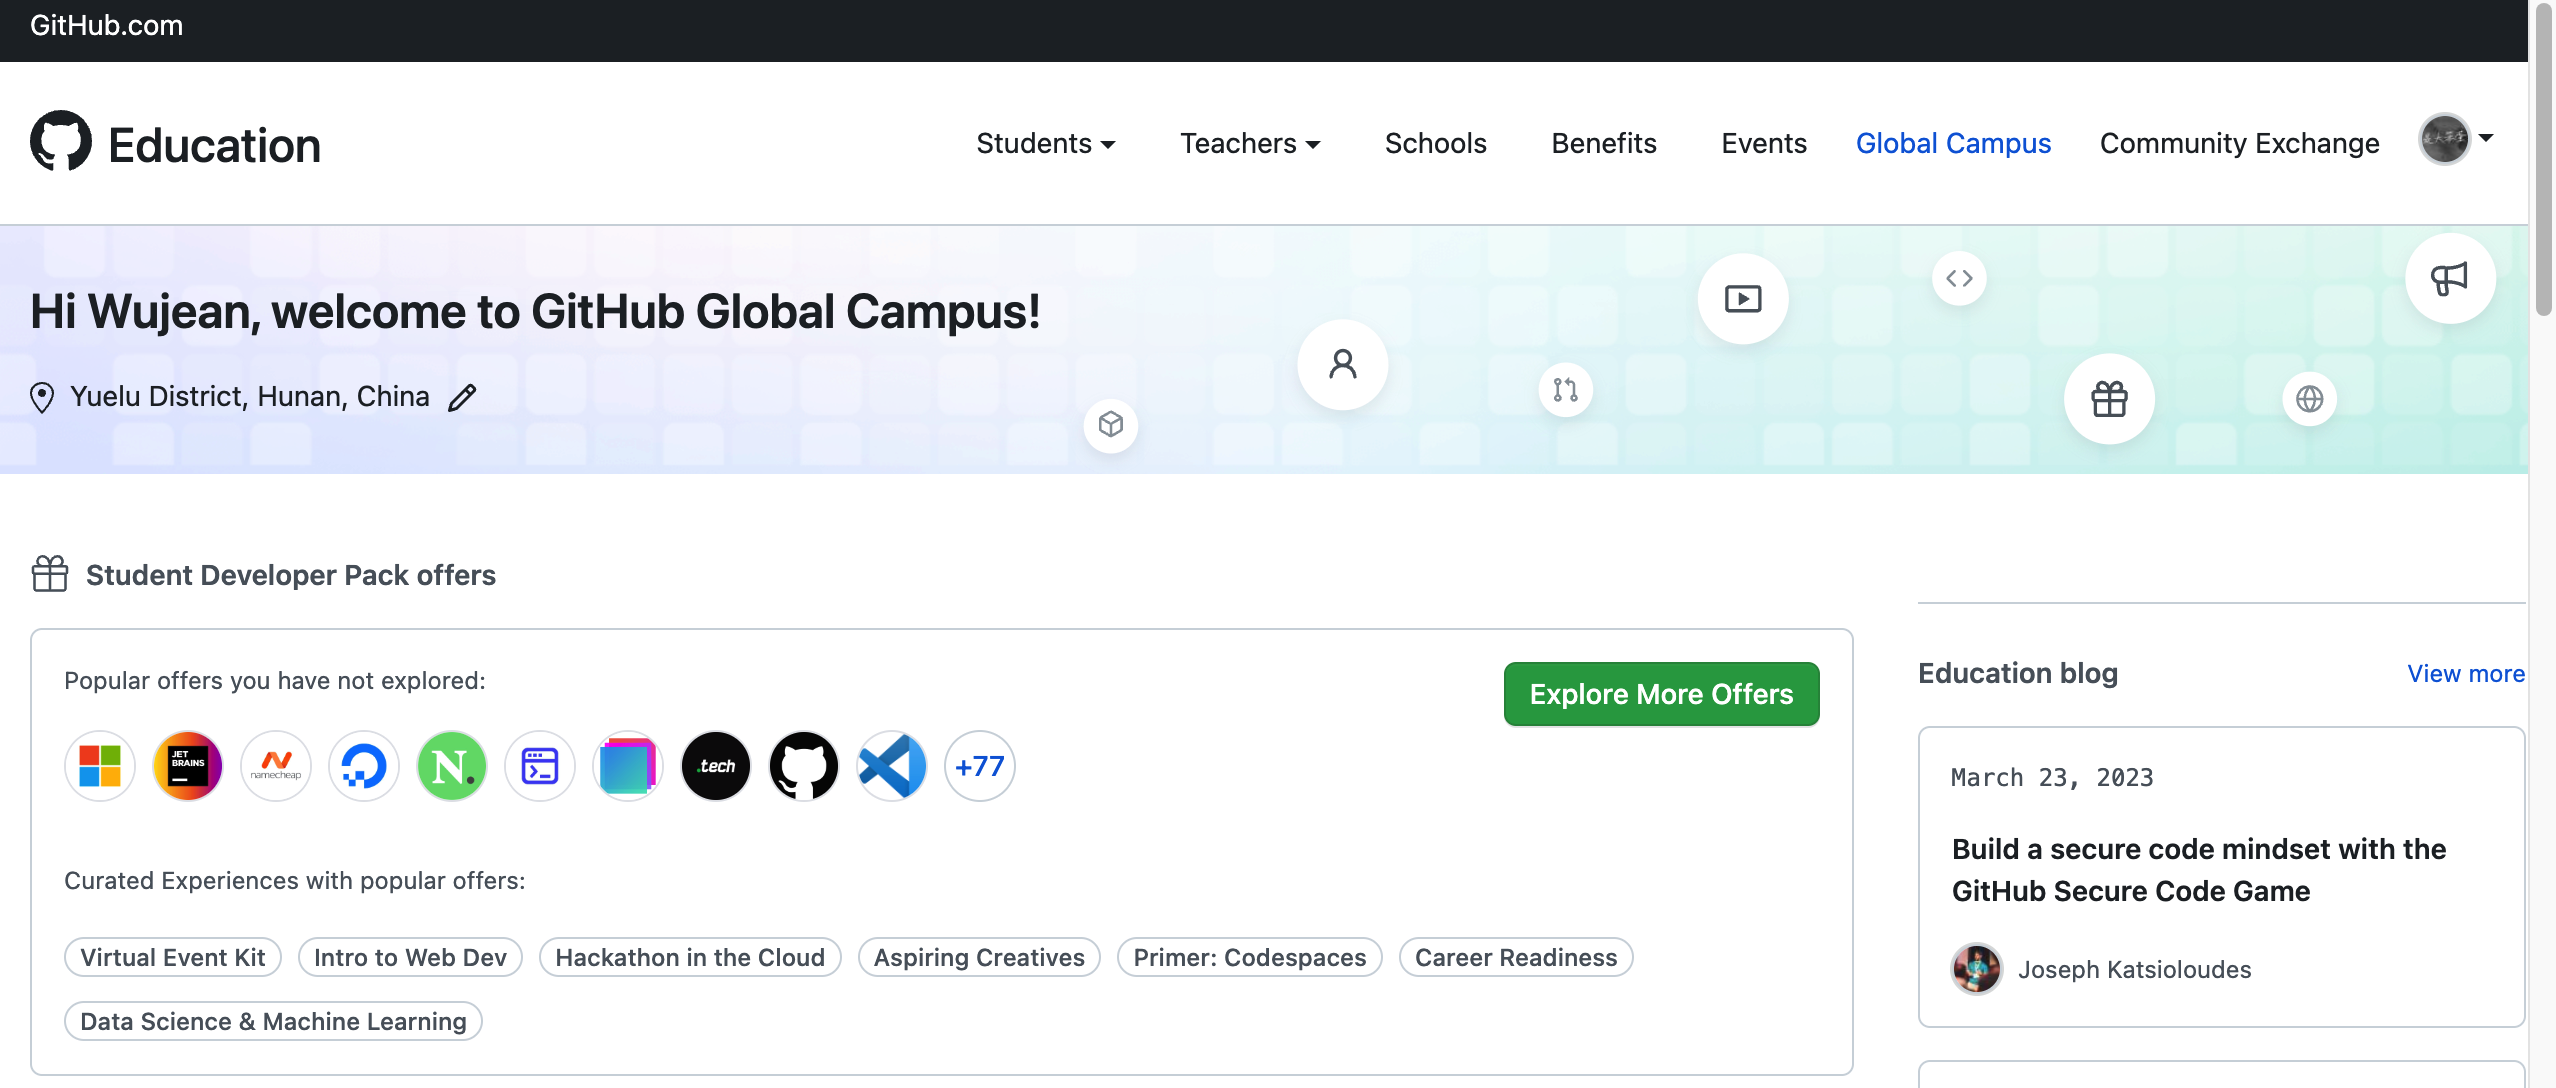 GitHub.com
Education
Students
Teachers
Schools
Benefits
Events
Global Campus
Community Exchange
Hi Wujean, welcome to GitHub Global Campus!
Yuelu District, Hunan, China
Student Developer Pack offers
Popular offers you have not explored:
Explore More Offers
JET
BRAINS
namecheap
N.
.tech
+77
Curated Experiences with popular offers:
Virtual Event Kit
Intro to Web Dev
Hackathon in the Cloud
Aspiring Creatives
Primer: Codespaces
Career Readiness
Data Science & Machine Learning
Education blog
View more
March 23, 2023
Build a secure code mindset with the
GitHub Secure Code Game
Joseph Katsioloudes